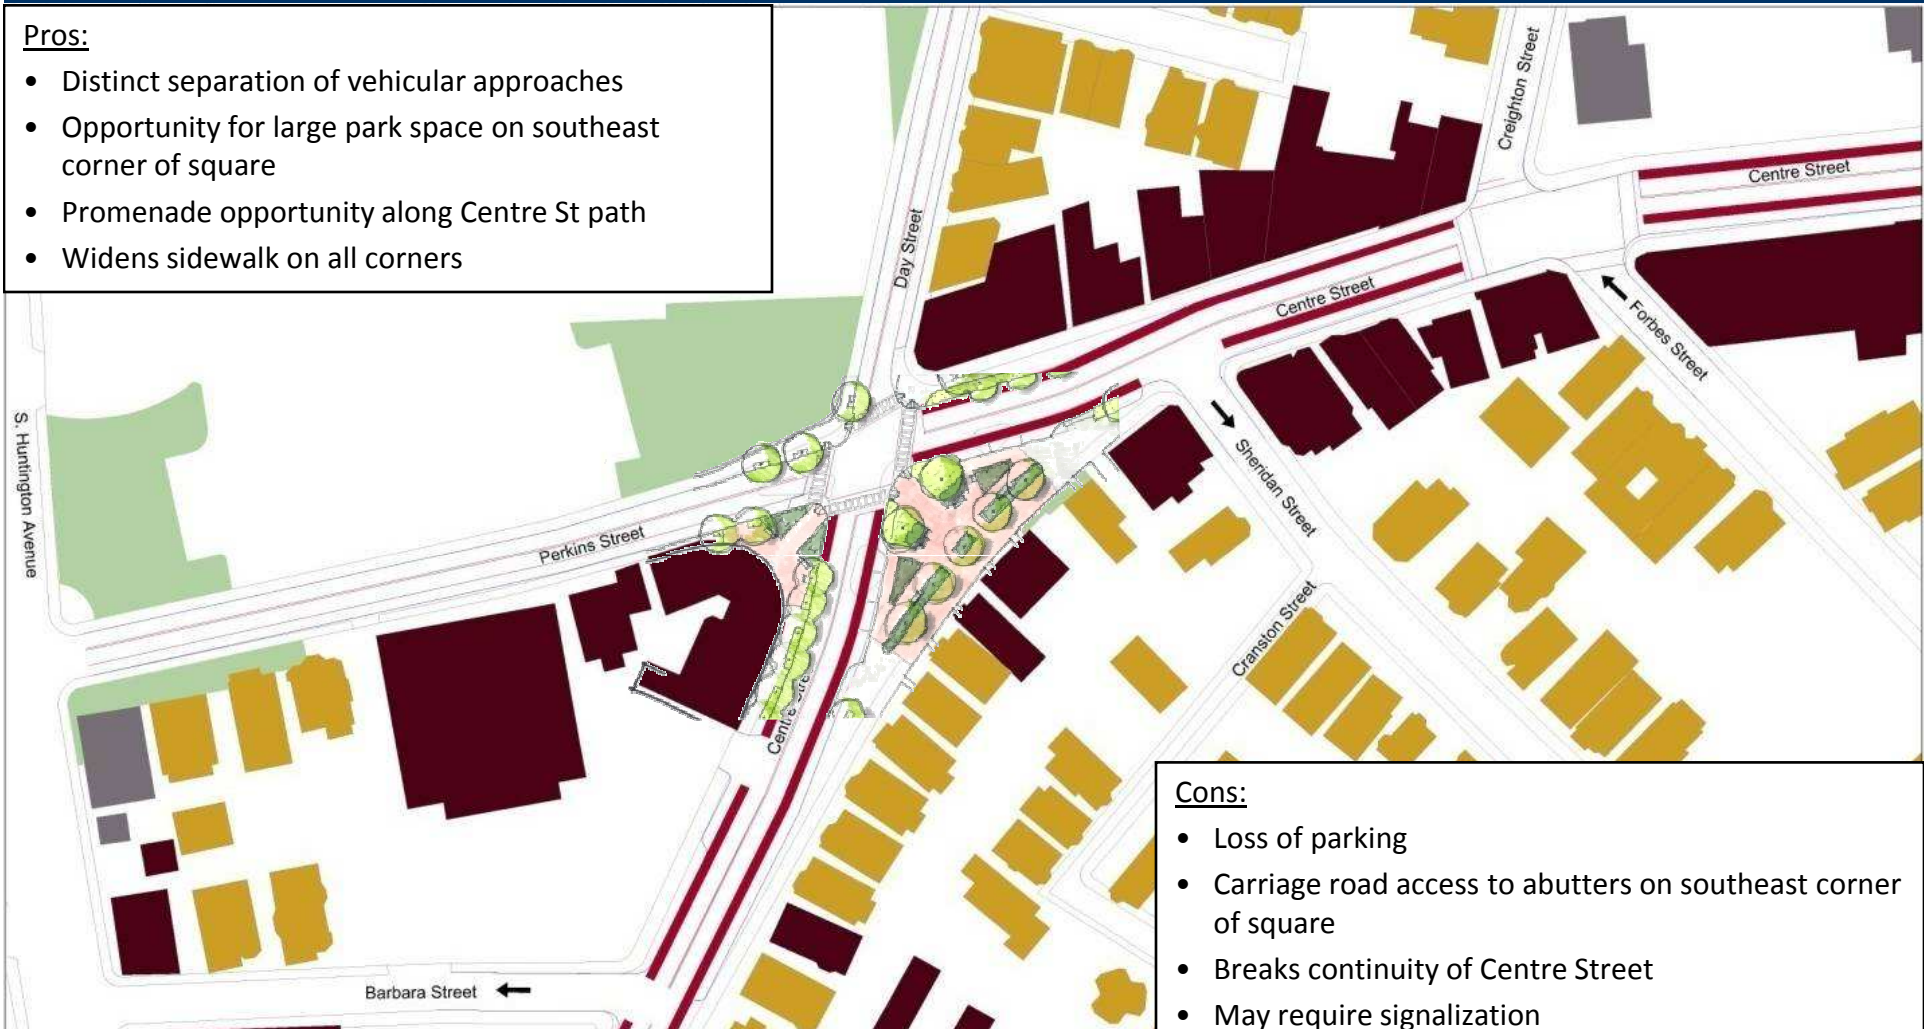 Pros:
• Distinct separation of vehicular approaches
• Opportunity for large park space on southeast
corner of square
• Promenade opportunity along Centre St path
• Widens sidewalk on all corners
Creighton Street
Centre Street
Day Street
Centre Street
Forbes Street
S. Huntington Avenue
Sheridan Street
Perkins Street
Cranston Street
Centre Stre
Barbara Street
Cons:
• Loss of parking
• Carriage road access to abutters on southeast corner
of square
• Breaks continuity of Centre Street
• May require signalization